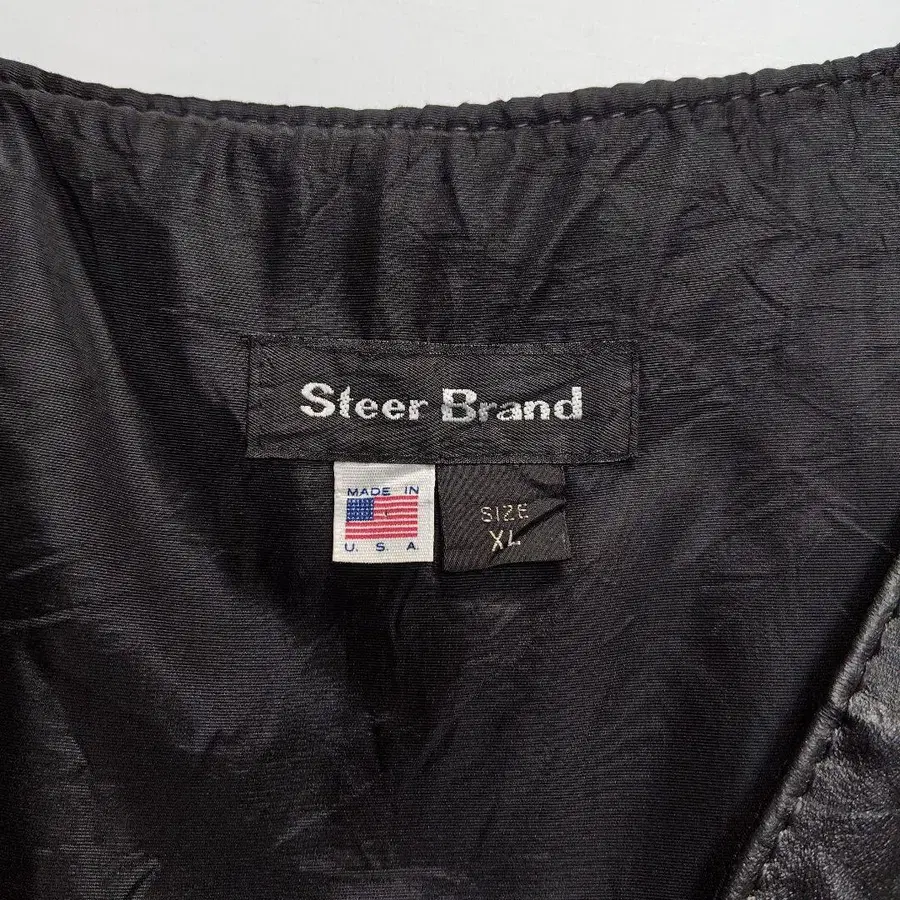 Steer Brand
MADE IN
U. S. A.
SIZE
XL